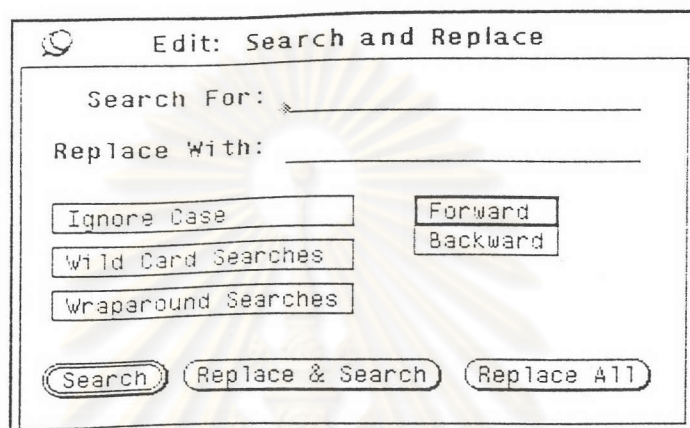 Edit: Search and Replace
Search For:
Replace With:
Ignore Case
Forward
Wild Card Searches
Backward
Wraparound Searches
Search
Replace & Search
Replace All